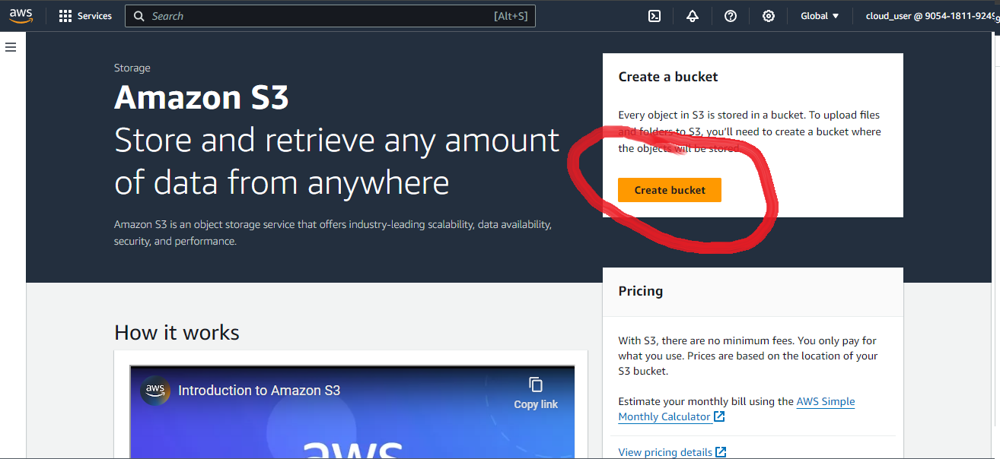 aws
Services
Search
[Alt+S]
Global
cloud_user @ 9054-1811-9249
Storage
Amazon S3
Store and retrieve any amount
of data from anywhere
Amazon S3 is an object storage service that offers industry-leading scalability, data availability,
security, and performance.
Create a bucket
Every object in S3 is stored in a bucket. To upload files
and folders to S3, you'll need to create a bucket where
the objects will be stored.
Create bucket
How it works
aws
Introduction to Amazon S3
Copy link
aws
Pricing
With S3, there are no minimum fees. You only pay for
what you use. Prices are based on the location of your
S3 bucket.
Estimate your monthly bill using the AWS Simple
Monthly Calculator
View pricing details